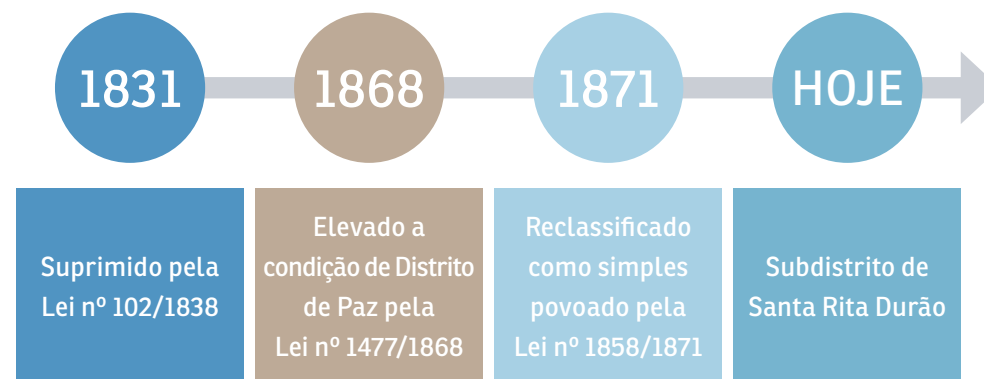 1831
1868
1871
HOJE
Suprimido pela
Lei nº 102/1838
Elevado a
condição de Distrito
de Paz pela
Lei nº 1477/1868
Reclassificado
como simples
povoado pela
Lei nº 1858/1871
Subdistrito de
Santa Rita Durão